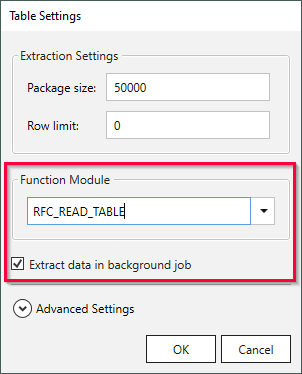 Table Settings
Extraction Settings
Package size: 50000
Row limit: 0
Function Module
RFC_READ_TABLE
Extract data in background job
Advanced Settings
OK Cancel